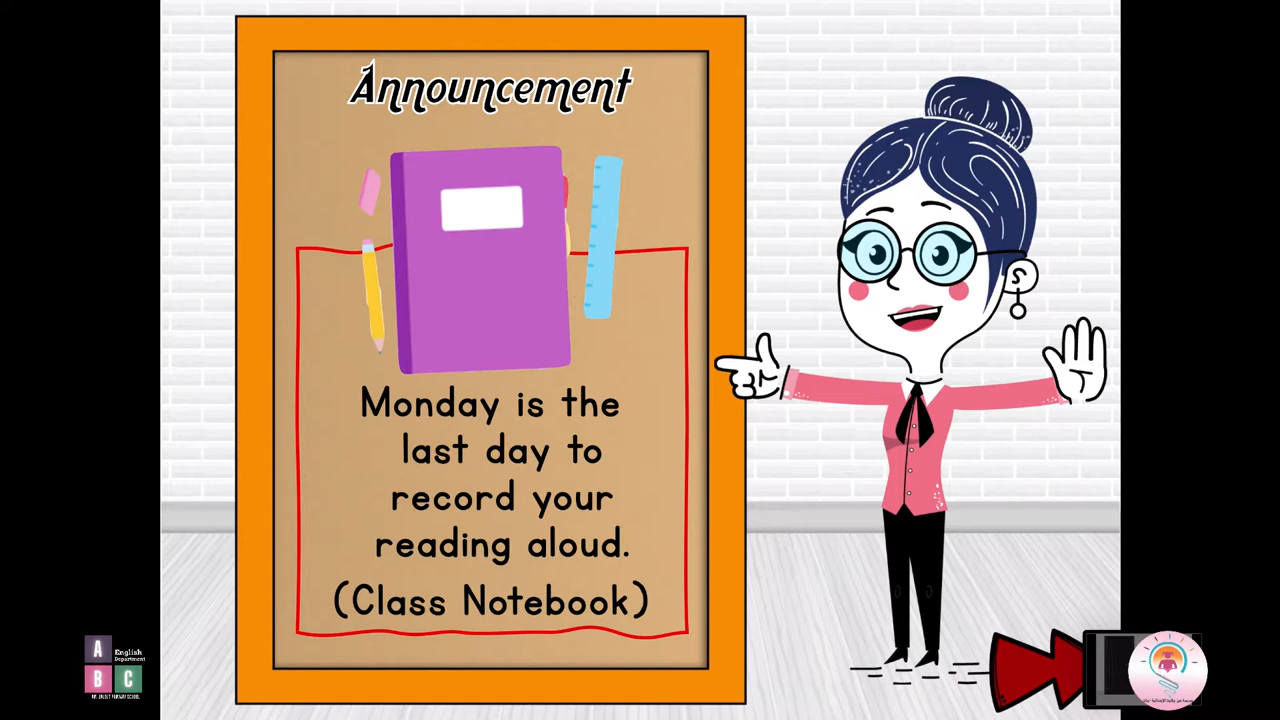 Announcement
Monday is the
last day to
record your
reading aloud.
(Class Notebook)
A
English
Department
B C